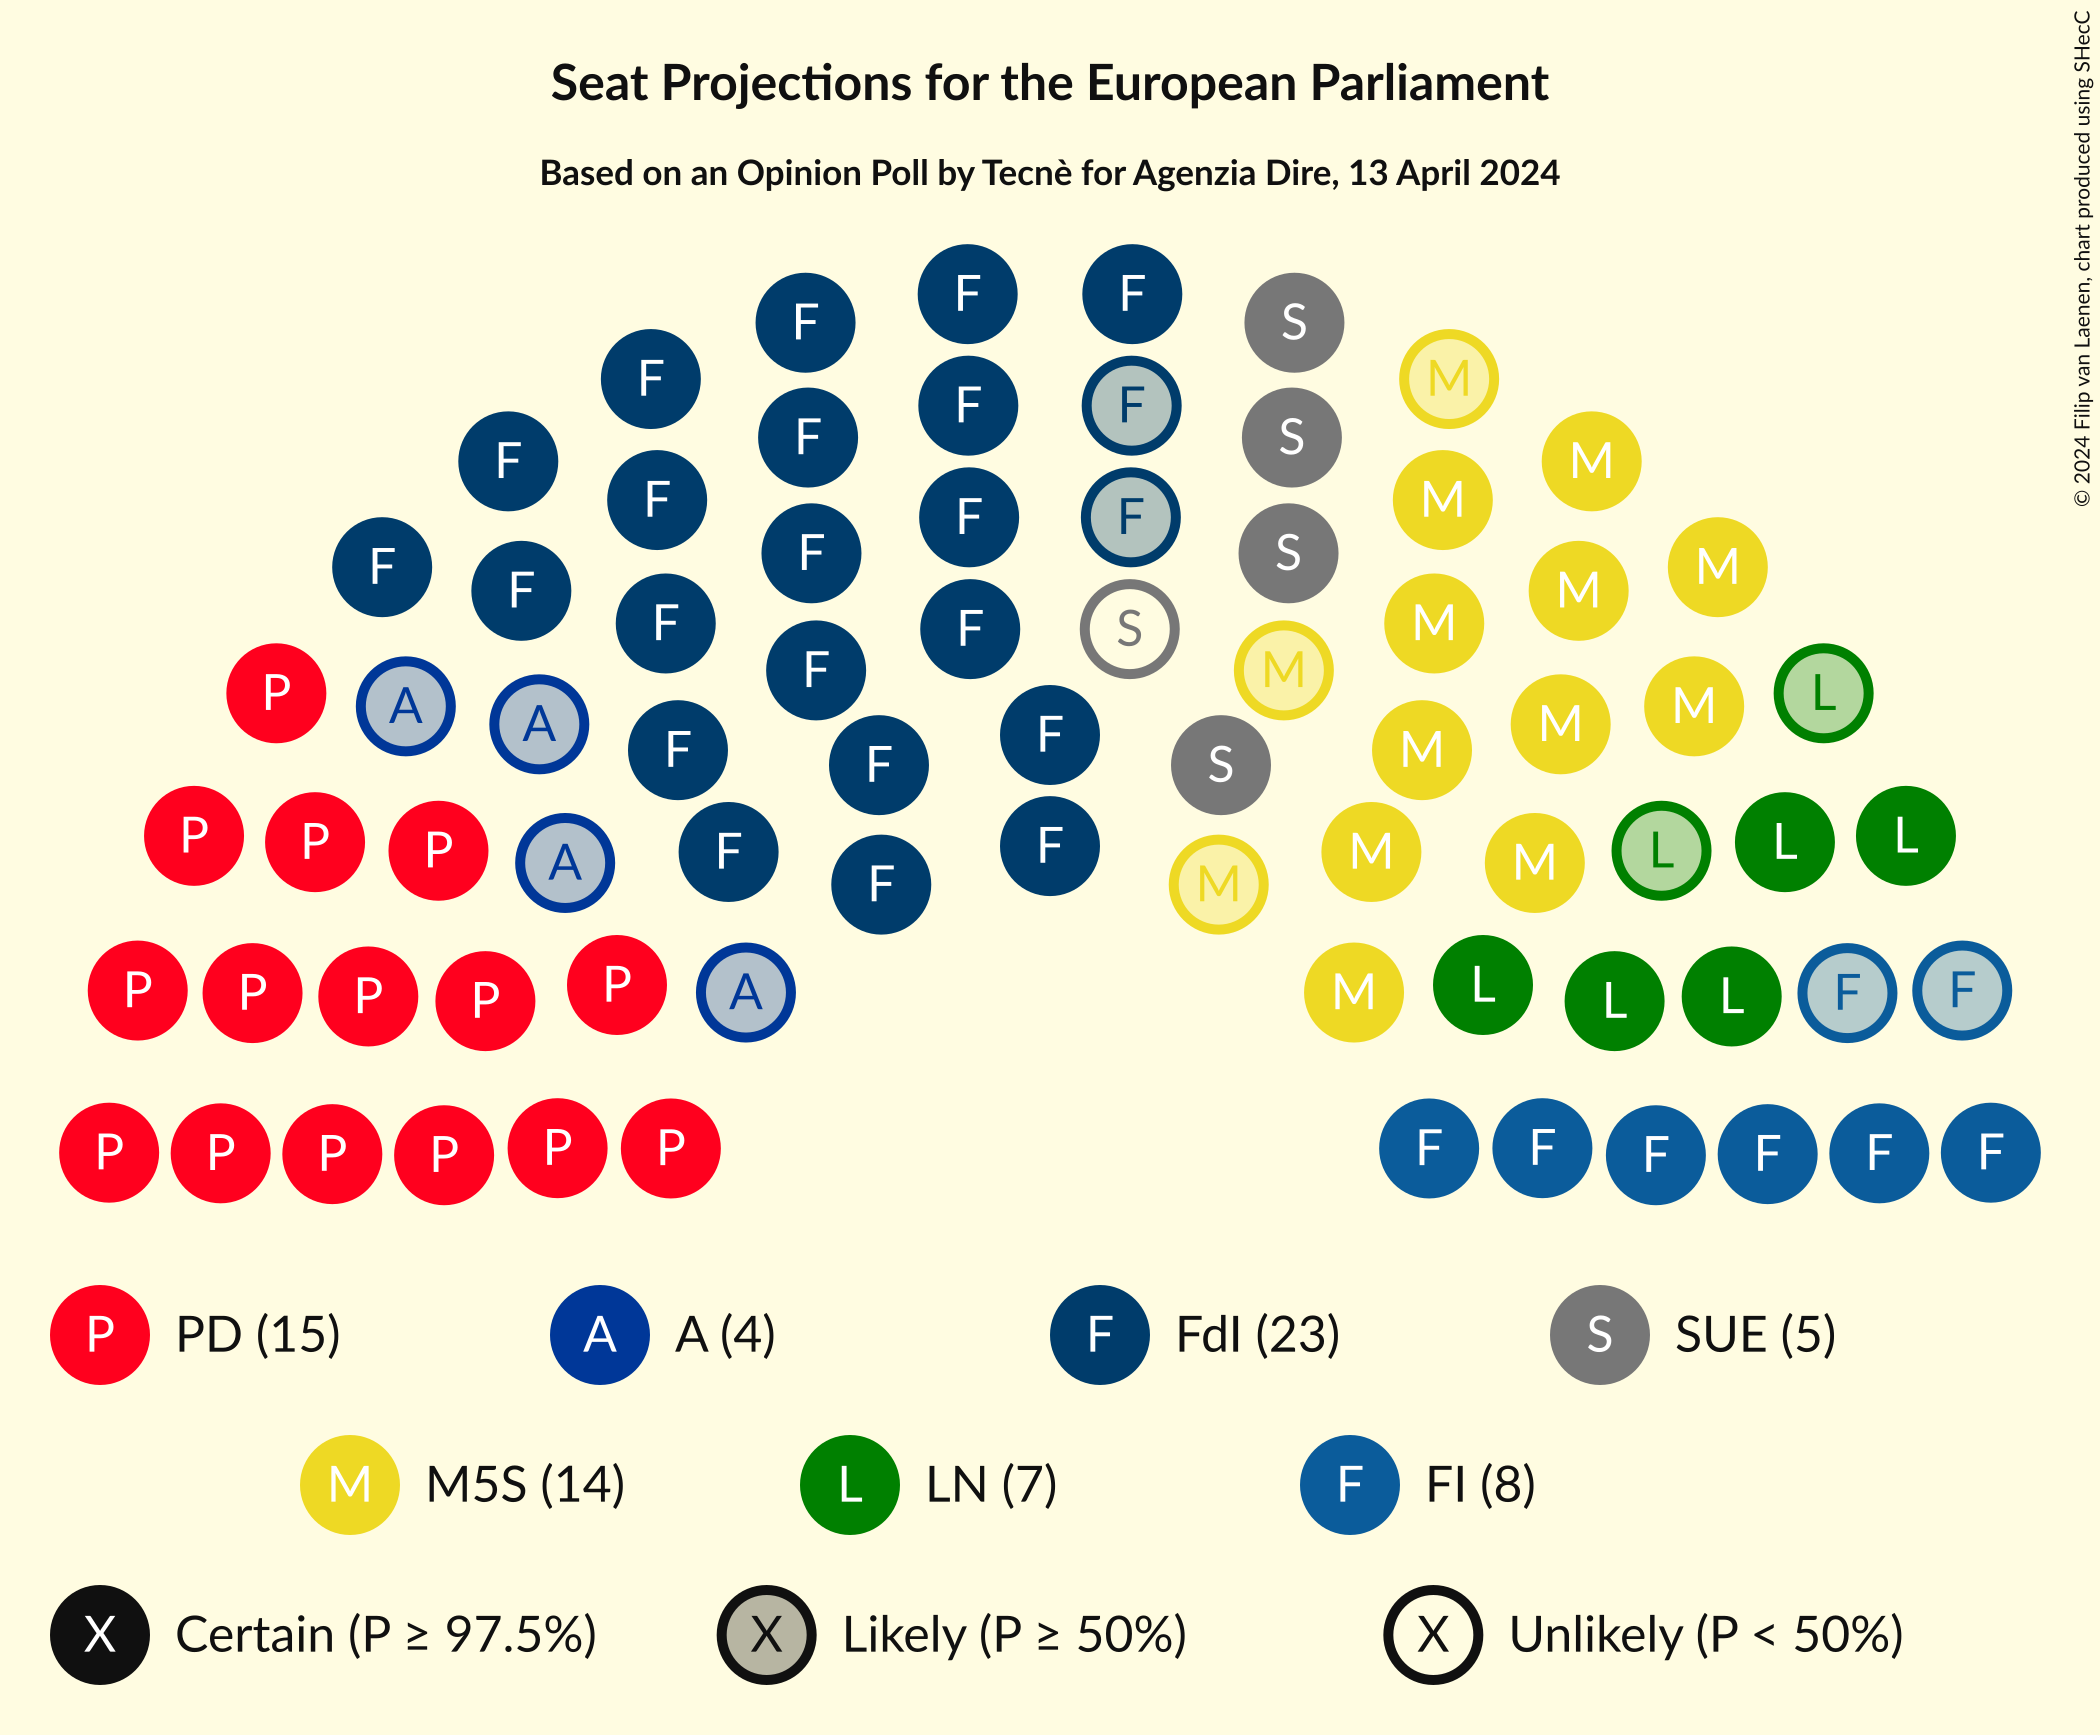 Seat Projections for the European Parliament
Based on an Opinion Poll by Tecnè for Agenzia Dire, 13 April 2024
© 2024 Filip van Laenen, chart produced using SHecC
F F
F S
F M
F F
F S
F M
F M
F F
F S
F M
F M
F S
F M
P A A F M M L
F F
F S
P P P A F M M L L L
F F
F M
P P P P P A M L L L F F
P P P P P P F F F F F F
P PD (15) A A (4) F FdI (23) S SUE (5)
M M5S (14) L LN (7) F FI (8)
X Certain (P ≥ 97.5%) X Likely (P ≥ 50%) X Unlikely (P < 50%)